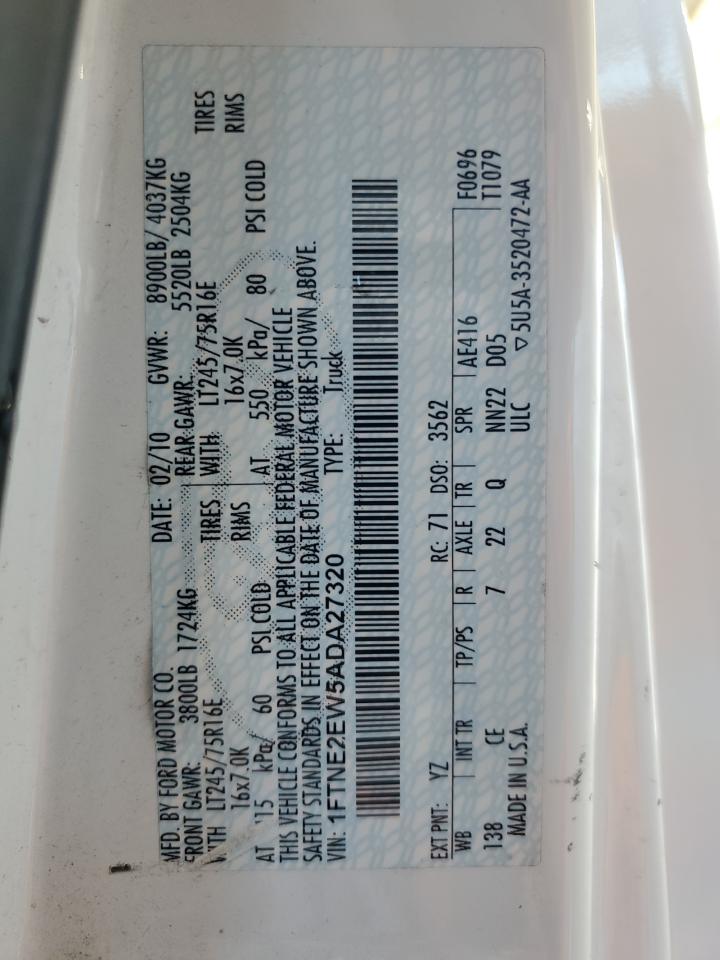 MFD. BY FORD MOTOR CO. DATE: 02/10 GVWR: 8900LB/ 4037KG
FRONT GAWR: 3800LB 1724KG REAR GAWR: 5520LB 2504KG
WITH LT245/75R16E TIRES WITH LT245/75R16E TIRES
16x7.0K RIMS 16x7.0K RIMS
AT 15 kPa/ 60 PSI COLD AT 550 kPa/ 80 PSI COLD
THIS VEHICLE CONFORMS TO ALL APPLICABLE FEDERAL MOTOR VEHICLE
SAFETY STANDARDS IN EFFECT ON THE DATE OF MANUFACTURE SHOWN ABOVE.
VIN: 1FTNE2EW5ADA27320 TYPE: Truck
F0696
T1079
EXT PNT: YZ RC: 71 DSO: 3562
WB INT TR TP/PS R AXLE TR SPR AE416
138 CE 7 22 Q NN22 D05
MADE IN U.S.A. ULC ▽5U5A-3520472-AA